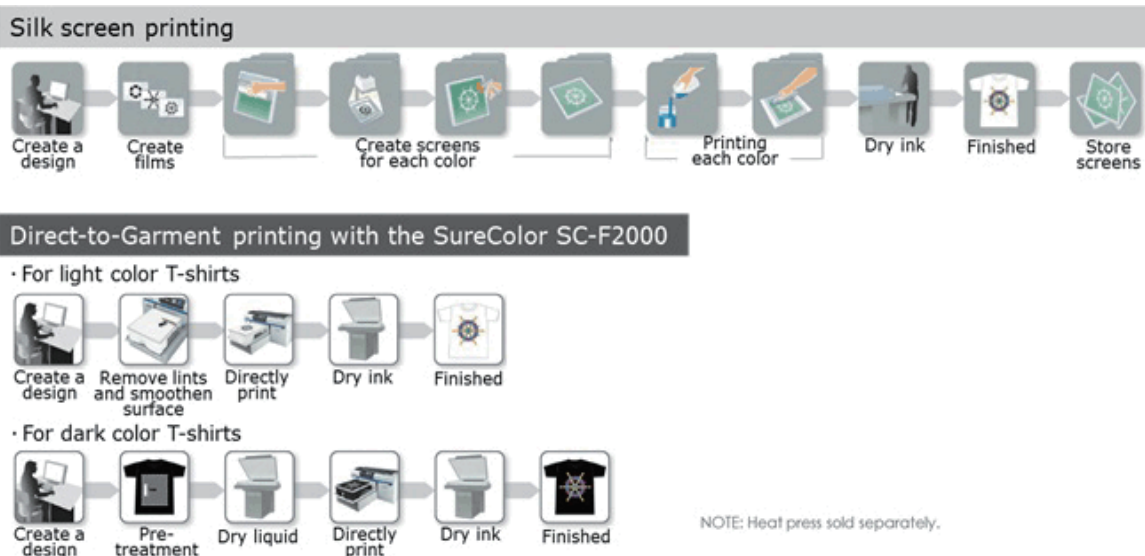 Silk screen printing
Create a
design
Create
films
Create screens
for each color
Printing
each color
Dry ink
Finished
Store
screens
Direct-to-Garment printing with the SureColor SC-F2000
· For light color T-shirts
Create a
design
Remove lints
and smoothen
surface
Directly
print
Dry ink
Finished
· For dark color T-shirts
Create a
design
Pre-
treatment
Dry liquid
Directly
print
Dry ink
Finished
NOTE: Heat press sold separately.